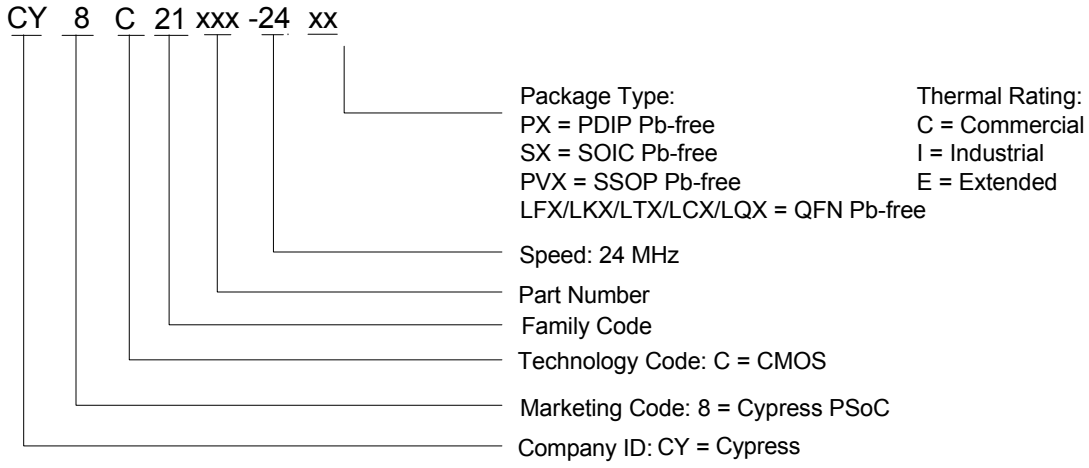 CY 8 C 21 xxx -24 xx
Package Type:
PX = PDIP Pb-free
SX = SOIC Pb-free
PVX = SSOP Pb-free
LFX/LKX/LTX/LCX/LQX = QFN Pb-free
Thermal Rating:
C = Commercial
I = Industrial
E = Extended
Speed: 24 MHz
Part Number
Family Code
Technology Code: C = CMOS
Marketing Code: 8 = Cypress PSoC
Company ID: CY = Cypress